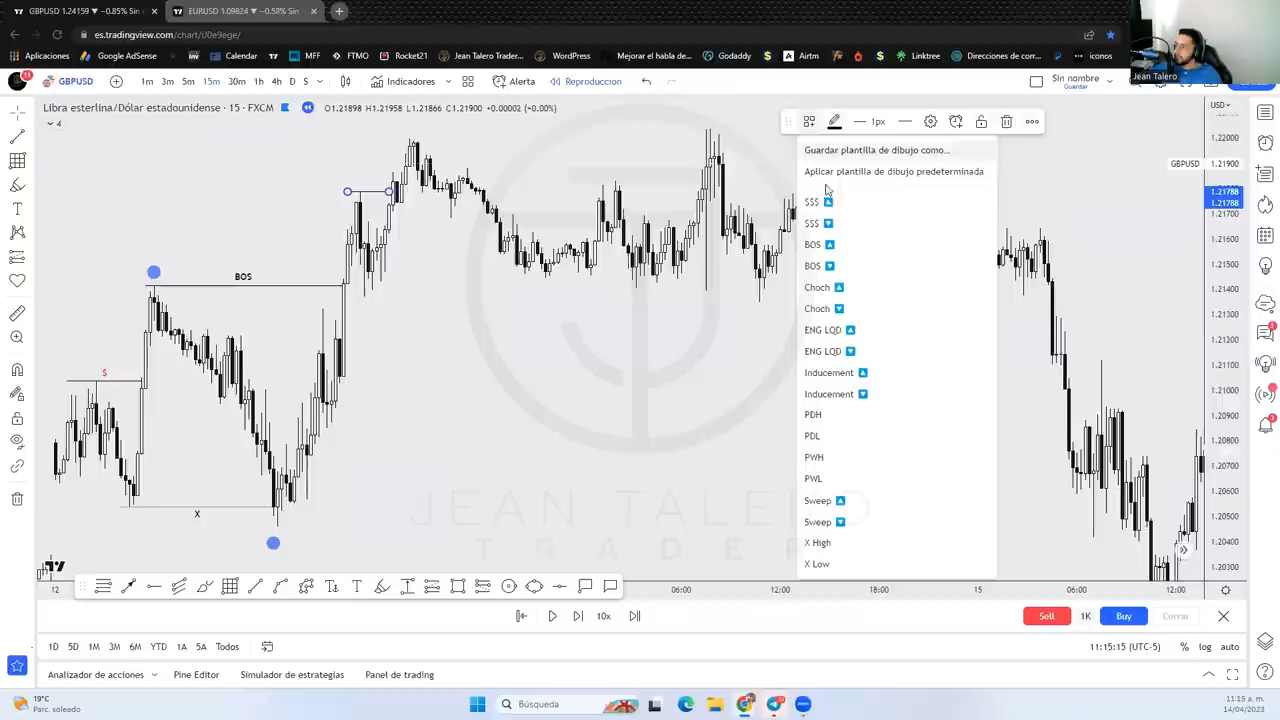 GBPUSD 1.24159 ▼ −0.85% Sin
EURUSD 1.09824 ▼ −0.58% Sin
es.tradingview.com/chart/iJ0e9ege/
Aplicaciones
Google AdSense
Calendar
MFF
FTMO
Rocket21
Jean Talero Trader...
WordPress
Mejorar el habla de...
Godaddy
Airtm
Linktree
Direcciones de corr...
iconos
Jean Talero
GBPUSD
1m 3m 5m 15m 30m 1h 4h D S
Indicadores
Alerta
Reproduccion
Sin nombre
Guardar
Libra esterlina/Dólar estadounidense · 15 · FXCM
O1.21898 H1.21958 L1.21866 C1.21900 +0.00002 (+0.00%)
4
USD
1px
Guardar plantilla de dibujo como...
Aplicar plantilla de dibujo predeterminada
$$$
$$$
BOS
BOS
Choch
Choch
ENG LQD
ENG LQD
Inducement
Inducement
PDH
PDL
PWH
PWL
Sweep
Sweep
X High
X Low
BOS
$
X
JEAN TALERO
TRADER
1.22000
GBPUSD 1.21900
1.21788
1.21788
1.21700
1.21600
1.21500
1.21400
1.21300
1.21200
1.21100
1.21000
1.20900
1.20800
1.20700
1.20600
1.20500
1.20400
1.20300
12
06:00
18:00
15
06:00
12:00
10x
Sell
1K
Buy
Cerrar
1D 5D 1M 3M 6M YTD 1A 5A Todos
11:15:15 (UTC-5)
% log auto
Analizador de acciones
Pine Editor
Simulador de estrategias
Panel de trading
19°C
Parc. soleado
Búsqueda
11:15 a. m.
14/04/2023